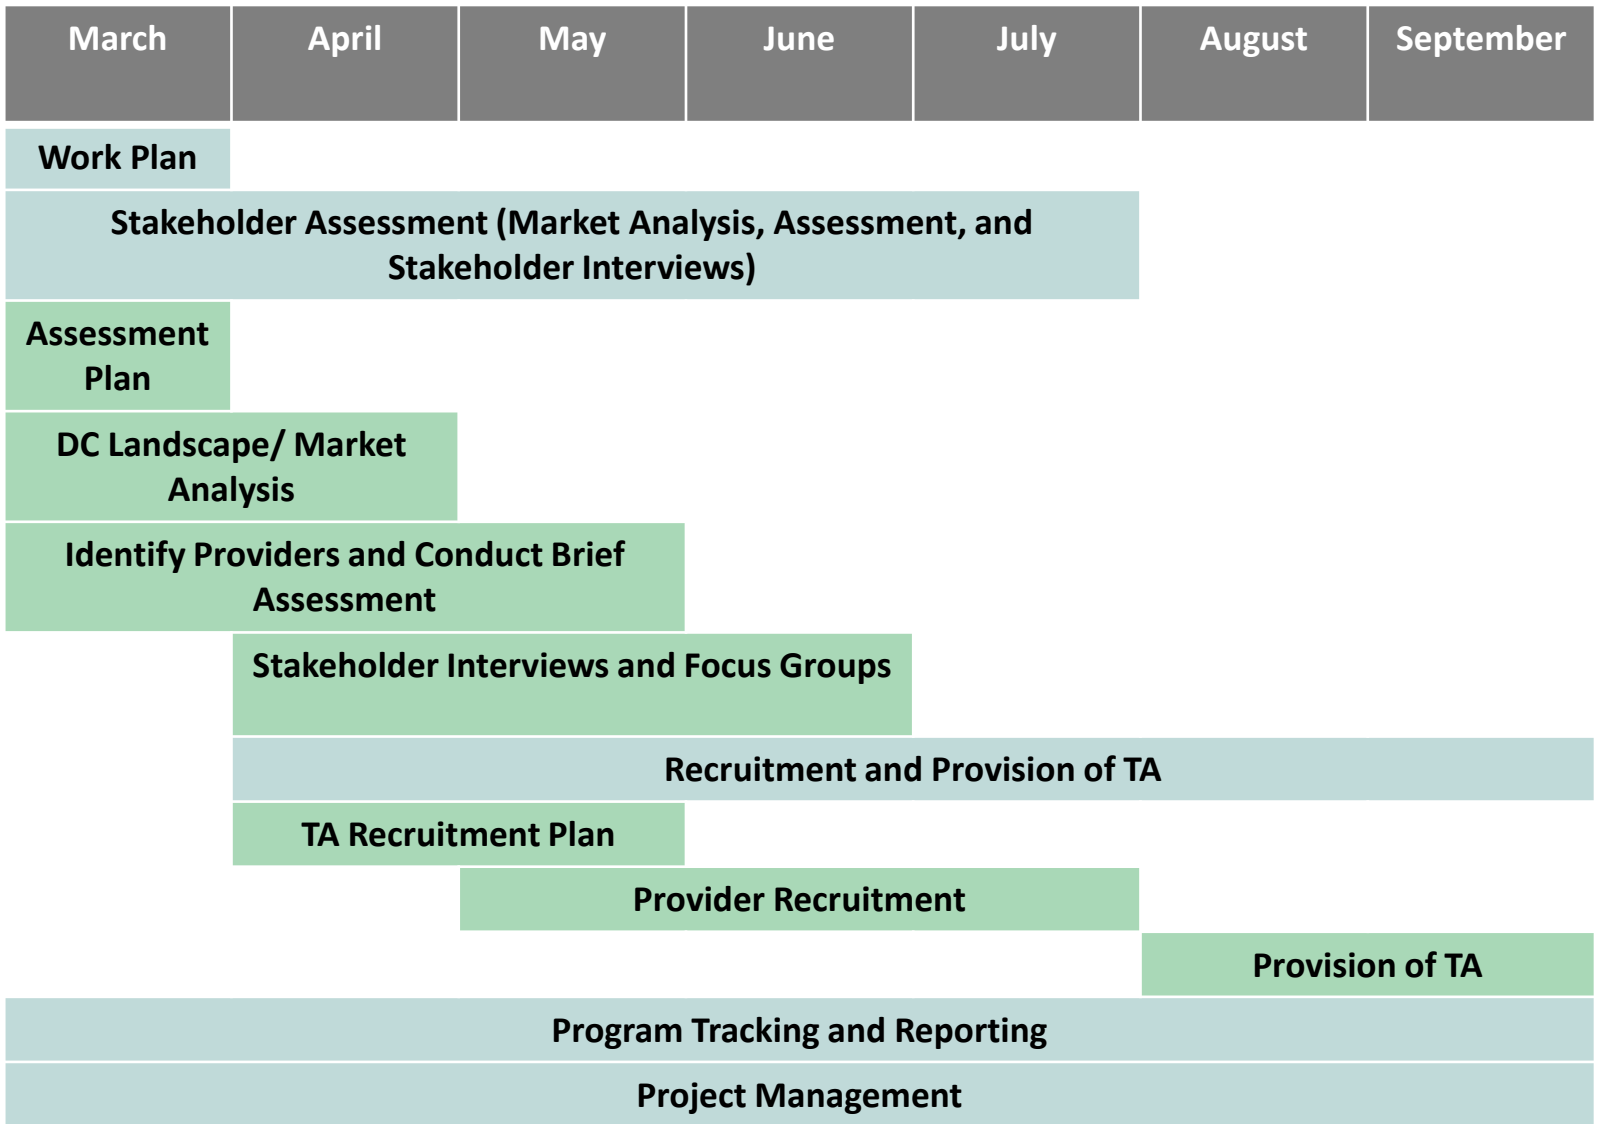 March April May June July August September
Work Plan
Stakeholder Assessment (Market Analysis, Assessment, and
Stakeholder Interviews)
Assessment
Plan
DC Landscape/ Market
Analysis
Identify Providers and Conduct Brief
Assessment
Stakeholder Interviews and Focus Groups
Recruitment and Provision of TA
TA Recruitment Plan
Provider Recruitment
Provision of TA
Program Tracking and Reporting
Project Management